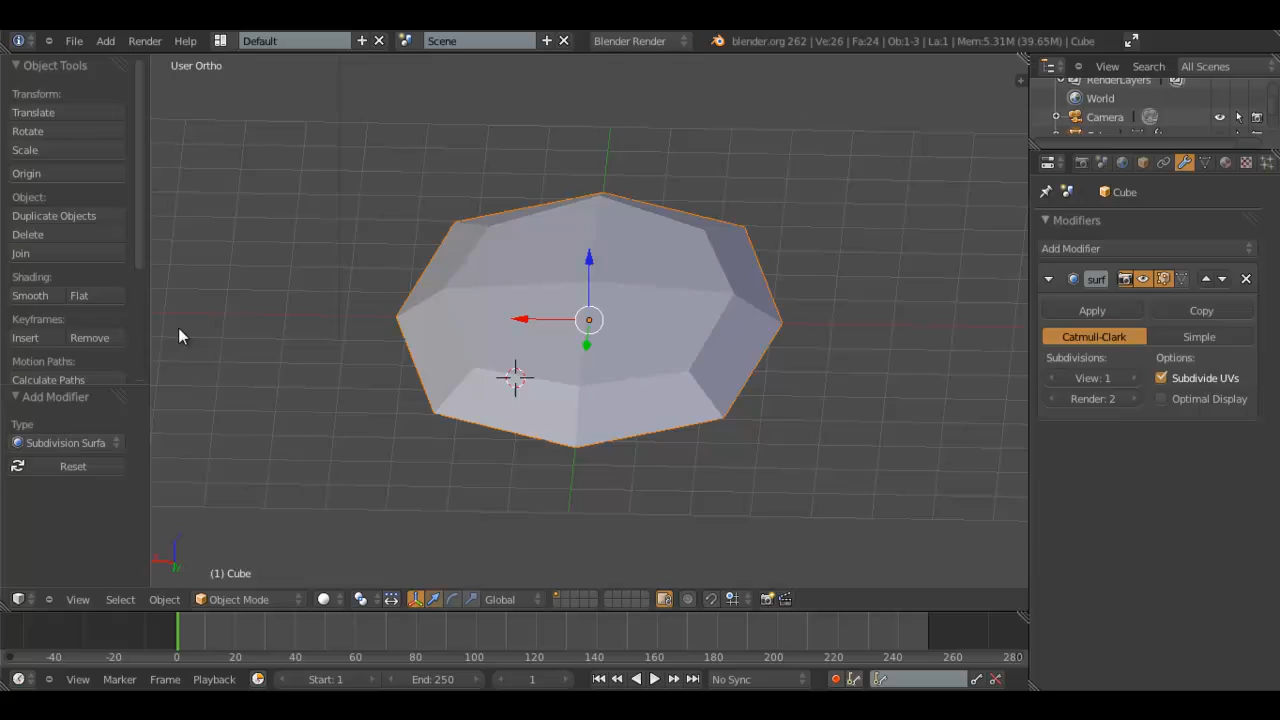 File Add Render Help Default Scene Blender Render blender.org 262 | Ve:26 | Fa:24 | Ob:1-3 | La:1 | Mem:5.31M (39.65M) | Cube
Object Tools
Transform:
Translate
Rotate
Scale
Origin
Object:
Duplicate Objects
Delete
Join
Shading:
Smooth Flat
Keyframes:
Insert Remove
Motion Paths:
Calculate Paths
Add Modifier
Type
Subdivision Surfa
Reset
User Ortho
(1) Cube
View Select Object Object Mode Global
View Search All Scenes
RenderLayers
World
Camera
Cube
Modifiers
Add Modifier
surf
Apply Copy
Catmull-Clark Simple
Subdivisions: Options:
View: 1 Subdivide UVs
Render: 2 Optimal Display
-40 -20 0 20 40 60 80 100 120 140 160 180 200 220 240 260 280
View Marker Frame Playback Start: 1 End: 250 1 No Sync